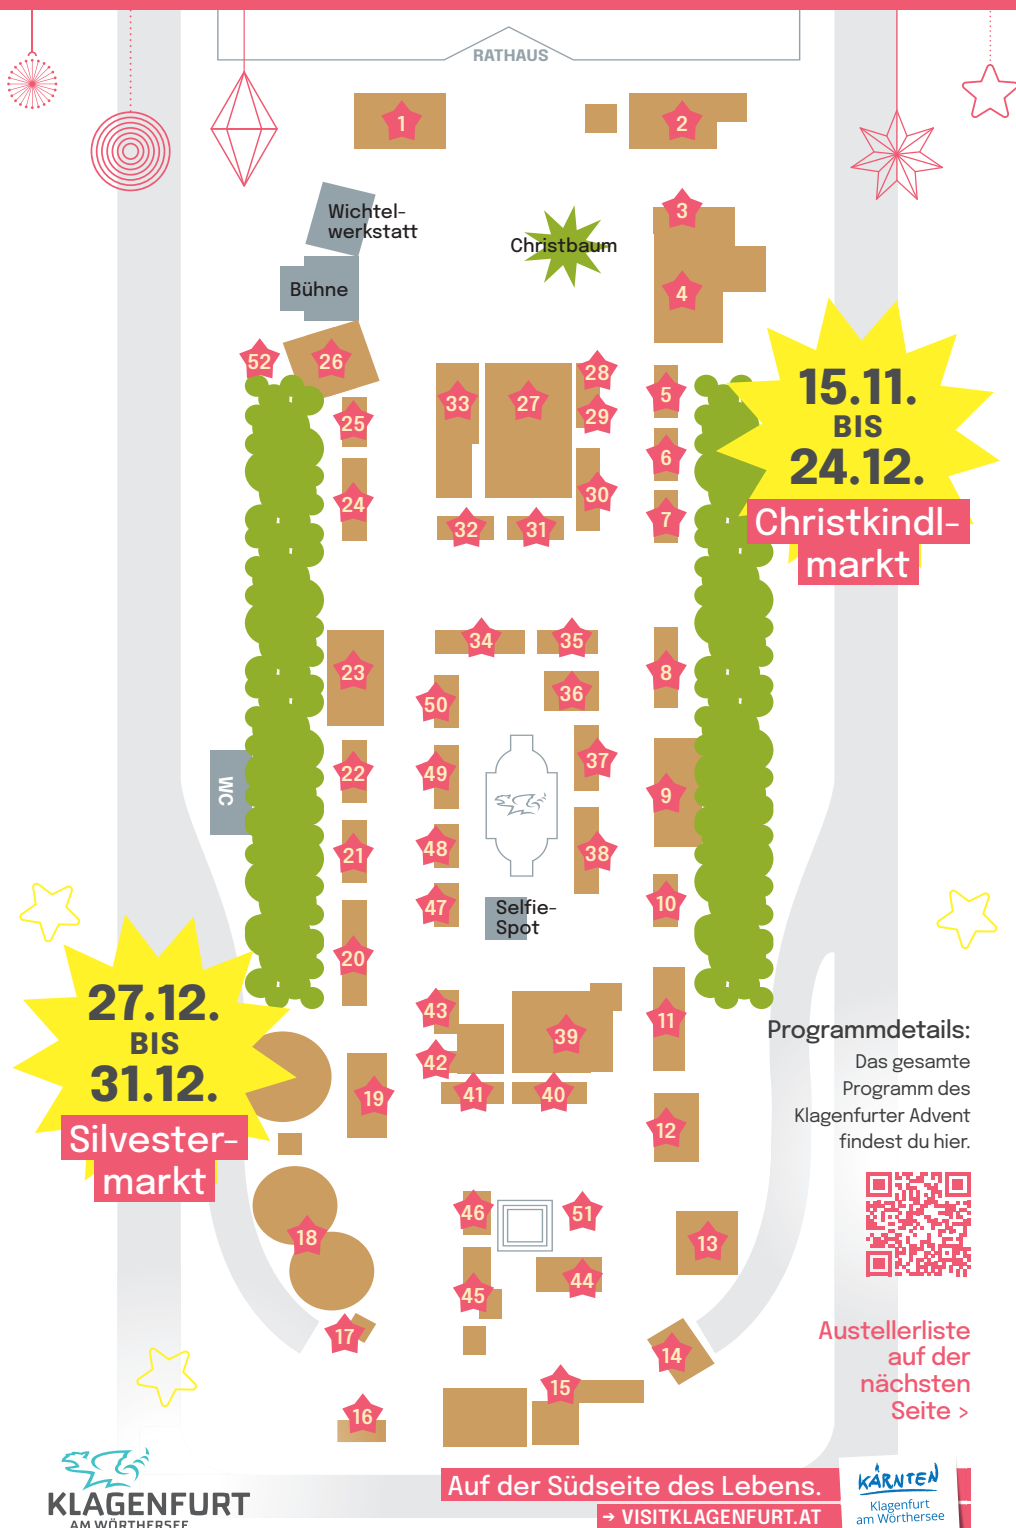 RATHAUS
1
2
3
4
Wichtel-
werkstatt
Christbaum
Bühne
52
26
25
24
33
27
28
29
30
32
31
5
6
7
15.11.
BIS
24.12.
Christkindl-
markt
34
35
36
23
50
8
22
49
37
9
WC
21
48
38
47
10
Selfie-
Spot
20
43
39
11
42
41
40
19
12
27.12.
BIS
31.12.
Silvester-
markt
Programmdetails:
Das gesamte
Programm des
Klagenfurter Advent
findest du hier.
46
51
18
13
44
45
17
14
15
16
Austellerliste
auf der
nächsten
Seite >
KLAGENFURT
AM WÖRTHERSEE
Auf der Südseite des Lebens.
→ VISITKLAGENFURT.AT
KÄRNTEN
Klagenfurt
am Wörthersee